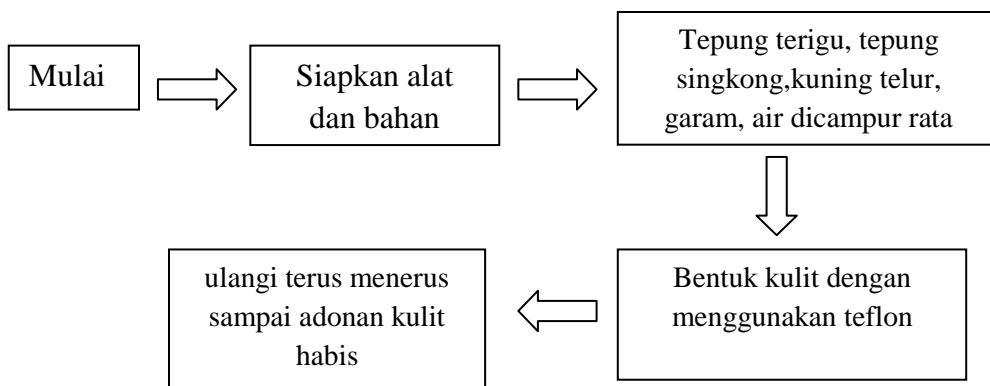 Mulai
Siapkan alat
dan bahan
Tepung terigu, tepung
singkong,kuning telur,
garam, air dicampur rata
Bentuk kulit dengan
menggunakan teflon
ulangi terus menerus
sampai adonan kulit
habis